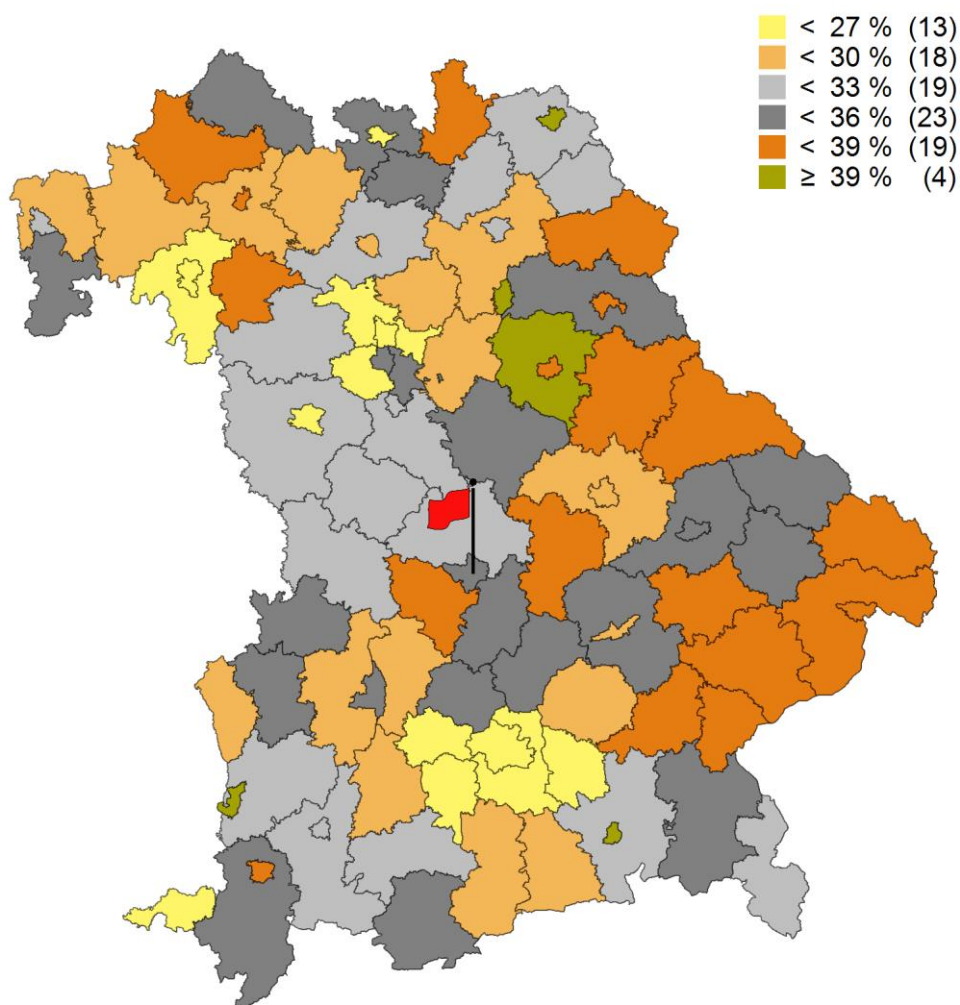 < 27 % (13)
< 30 % (18)
< 33 % (19)
< 36 % (23)
< 39 % (19)
≥ 39 % (4)